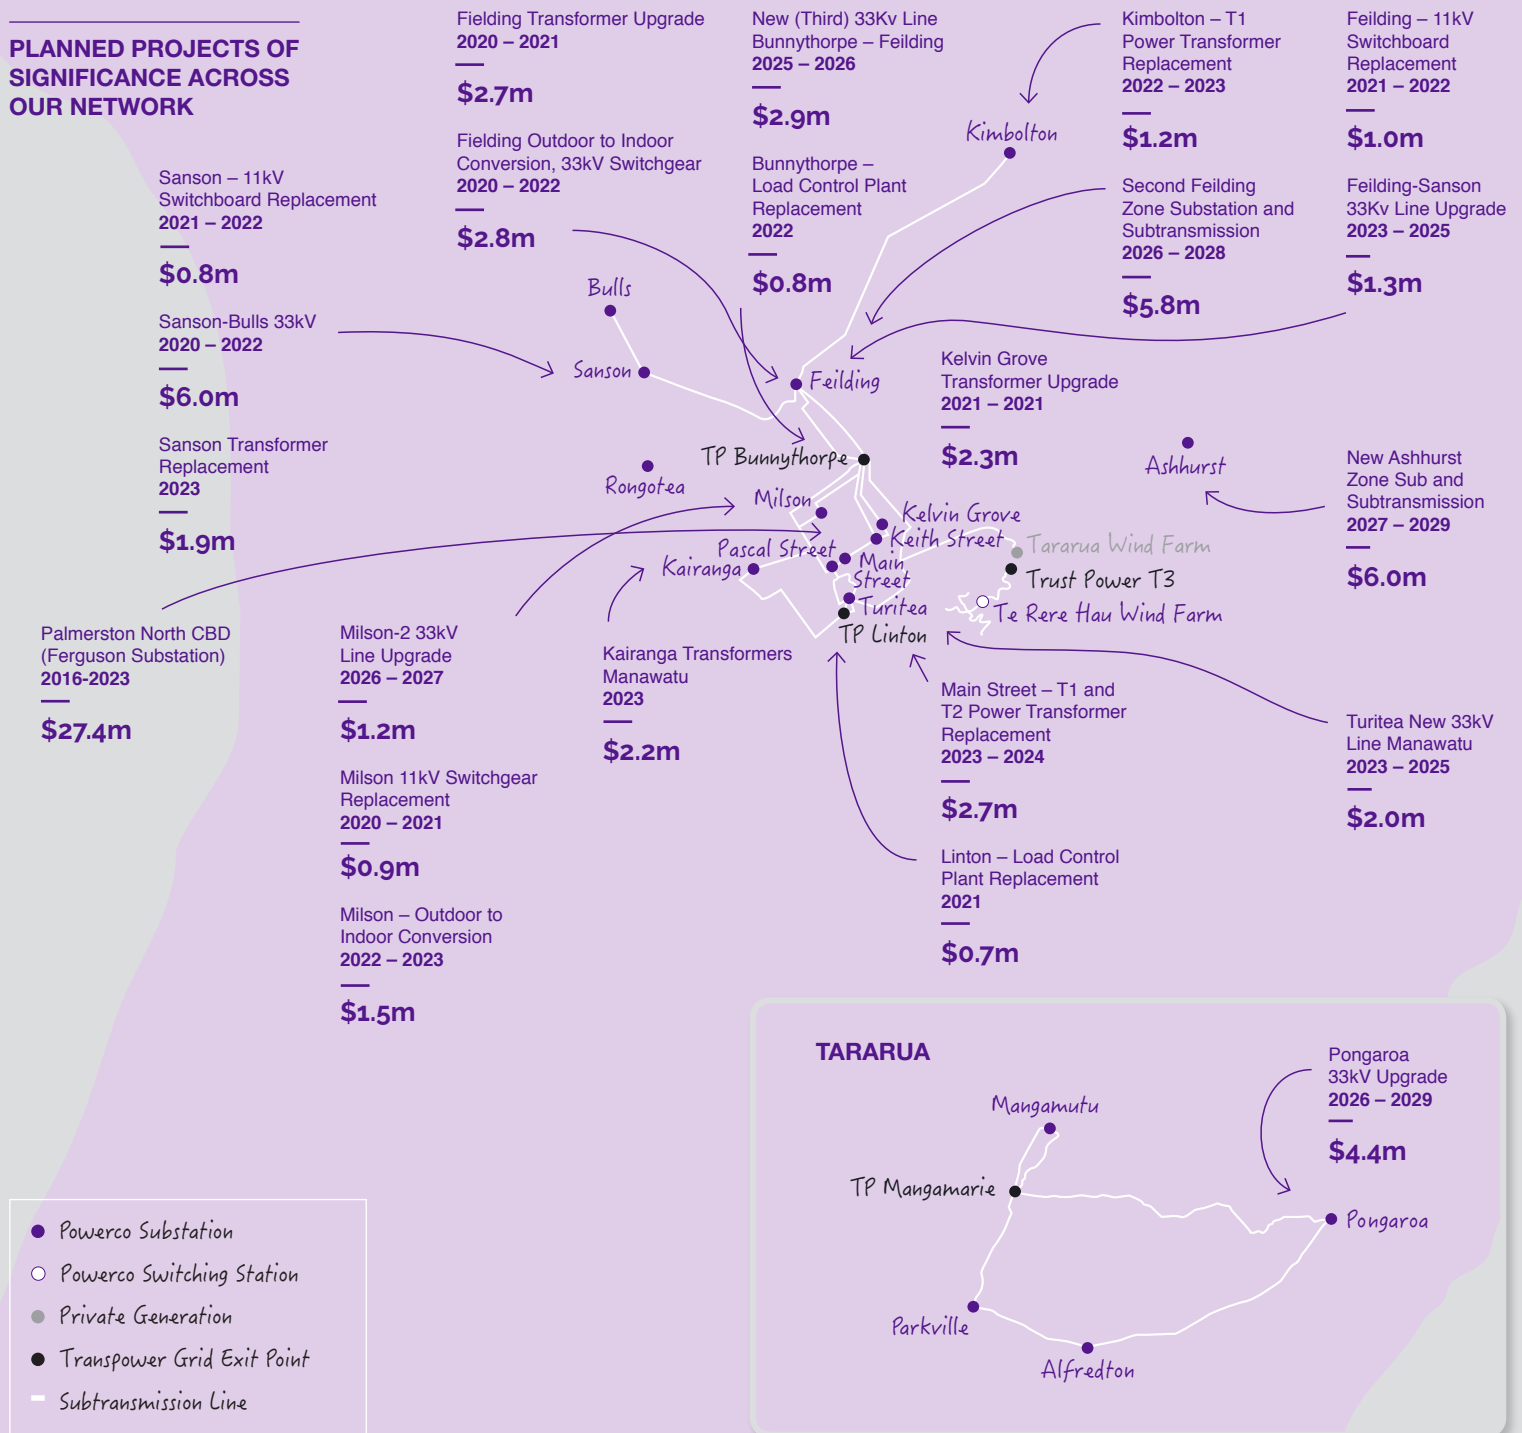 PLANNED PROJECTS OF
SIGNIFICANCE ACROSS
OUR NETWORK
Fielding Transformer Upgrade
2020 – 2021
$2.7m
Fielding Outdoor to Indoor
Conversion, 33kV Switchgear
2020 – 2022
$2.8m
New (Third) 33Kv Line
Bunnythorpe – Feilding
2025 – 2026
$2.9m
Bunnythorpe –
Load Control Plant
Replacement
2022
$0.8m
Kimbolton – T1
Power Transformer
Replacement
2022 – 2023
$1.2m
Second Feilding
Zone Substation and
Subtransmission
2026 – 2028
$5.8m
Feilding – 11kV
Switchboard
Replacement
2021 – 2022
$1.0m
Feilding-Sanson
33Kv Line Upgrade
2023 – 2025
$1.3m
Sanson – 11kV
Switchboard Replacement
2021 – 2022
$0.8m
Sanson-Bulls 33kV
2020 – 2022
$6.0m
Sanson Transformer
Replacement
2023
$1.9m
Kelvin Grove
Transformer Upgrade
2021 – 2021
$2.3m
New Ashhurst
Zone Sub and
Subtransmission
2027 – 2029
$6.0m
Kimbolton
Bulls
Sanson
Feilding
TP Bunnythorpe
Rongotea
Ashhurst
Milson
Kelvin Grove
Keith Street
Pascal Street
Main
Street
Kairanga
Turitea
TP Linton
Tararua Wind Farm
Trust Power T3
Te Rere Hau Wind Farm
Palmerston North CBD
(Ferguson Substation)
2016-2023
$27.4m
Milson-2 33kV
Line Upgrade
2026 – 2027
$1.2m
Milson 11kV Switchgear
Replacement
2020 – 2021
$0.9m
Milson – Outdoor to
Indoor Conversion
2022 – 2023
$1.5m
Kairanga Transformers
Manawatu
2023
$2.2m
Main Street – T1 and
T2 Power Transformer
Replacement
2023 – 2024
$2.7m
Linton – Load Control
Plant Replacement
2021
$0.7m
Turitea New 33kV
Line Manawatu
2023 – 2025
$2.0m
TARARUA
Pongaroa
33kV Upgrade
2026 – 2029
$4.4m
Mangamutu
TP Mangamarie
Pongaroa
Parkville
Alfredton
Powerco Substation
Powerco Switching Station
Private Generation
Transpower Grid Exit Point
Subtransmission Line